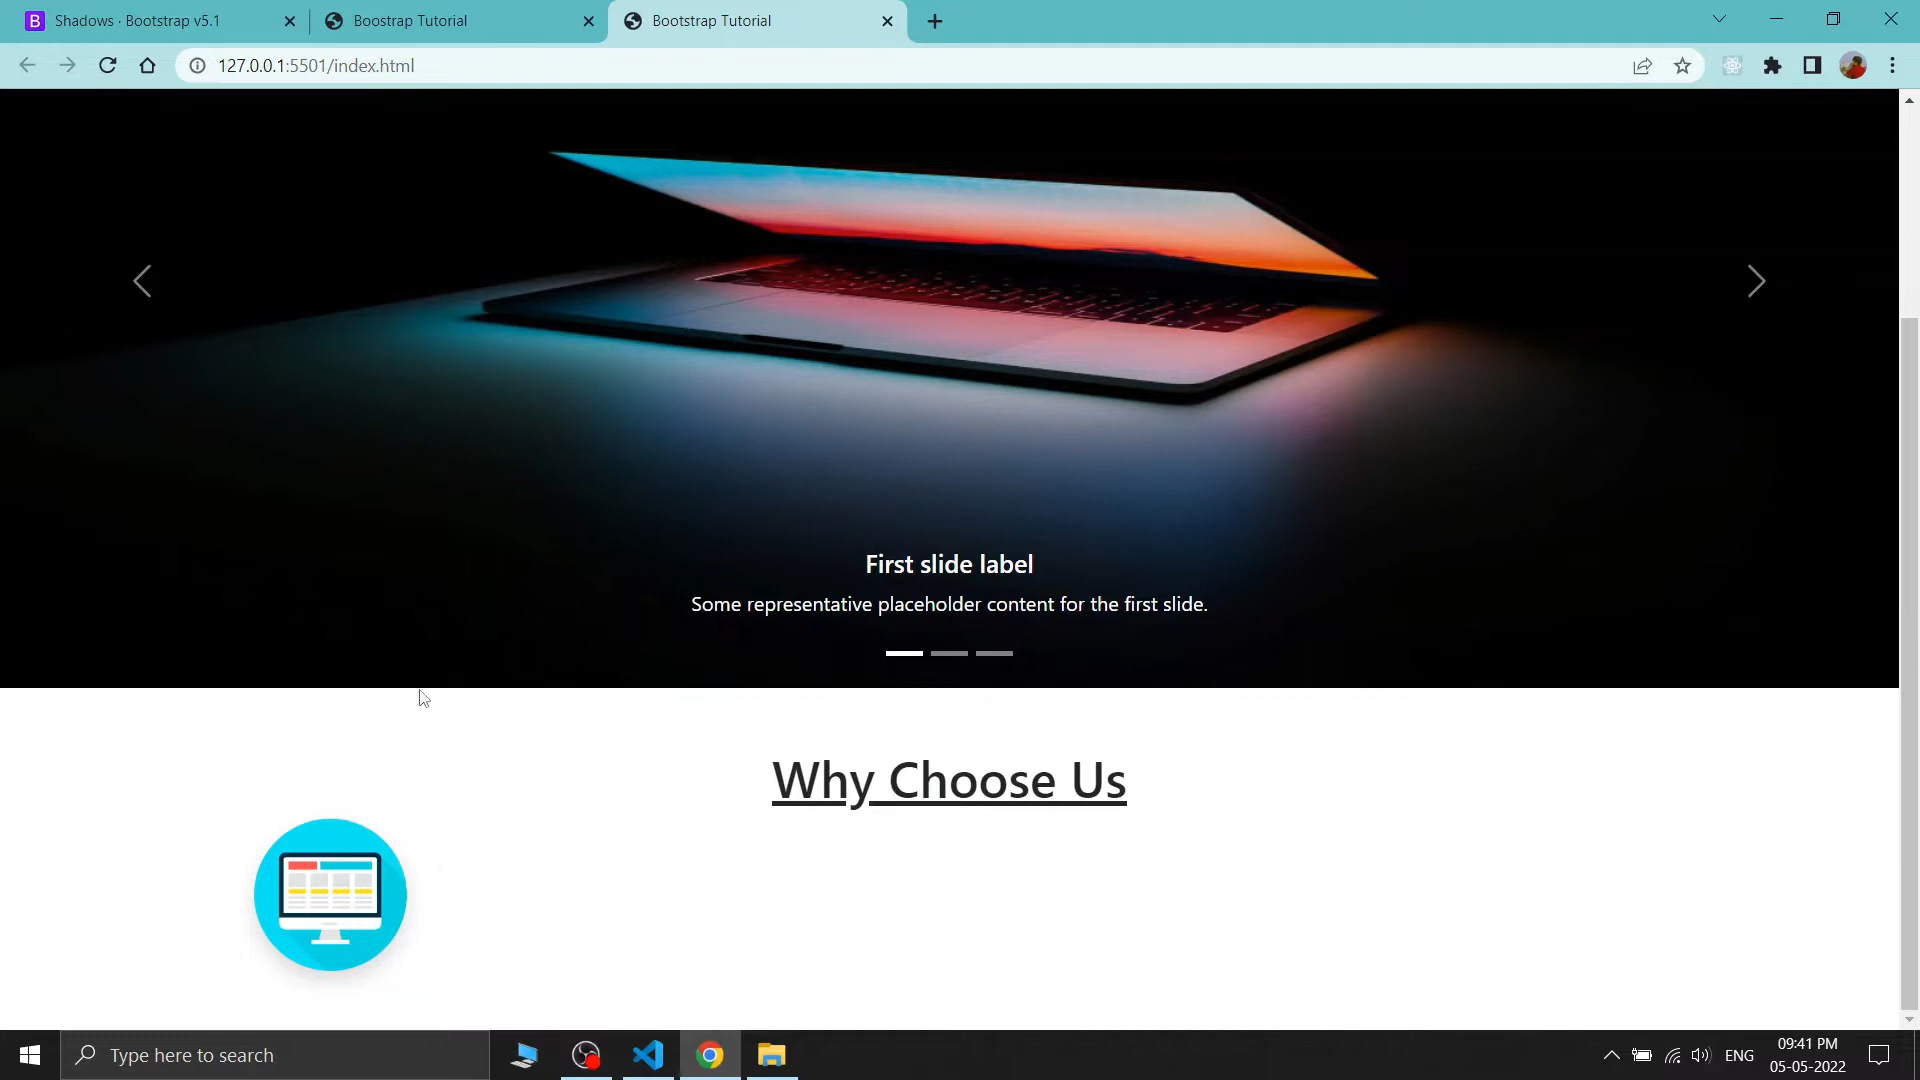 Shadows · Bootstrap v5.1
Boostrap Tutorial
Bootstrap Tutorial
127.0.0.1:5501/index.html
First slide label
Some representative placeholder content for the first slide.
Why Choose Us
Type here to search
ENG
09:41 PM
05-05-2022